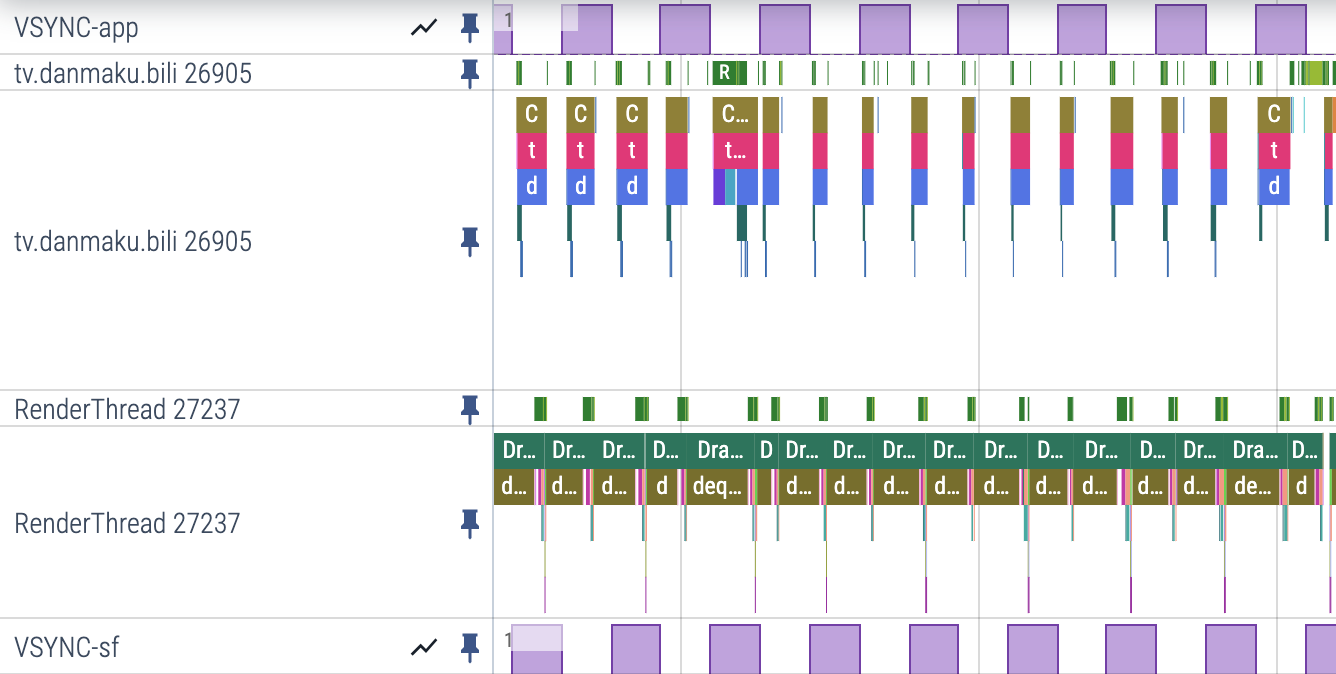 VSYNC-app 1
tv.danmaku.bili 26905 R
tv.danmaku.bili 26905
C C C C... C
t t t t... t
d d d d
RenderThread 27237
Dr... Dr... Dr... D... Dra... D Dr... Dr... Dr... Dr... Dr... D... Dr... D... Dr... Dra... D...
d... d... d... d deq... d... d... d... d... d... d... d... d... d... de... d
RenderThread 27237
VSYNC-sf 1